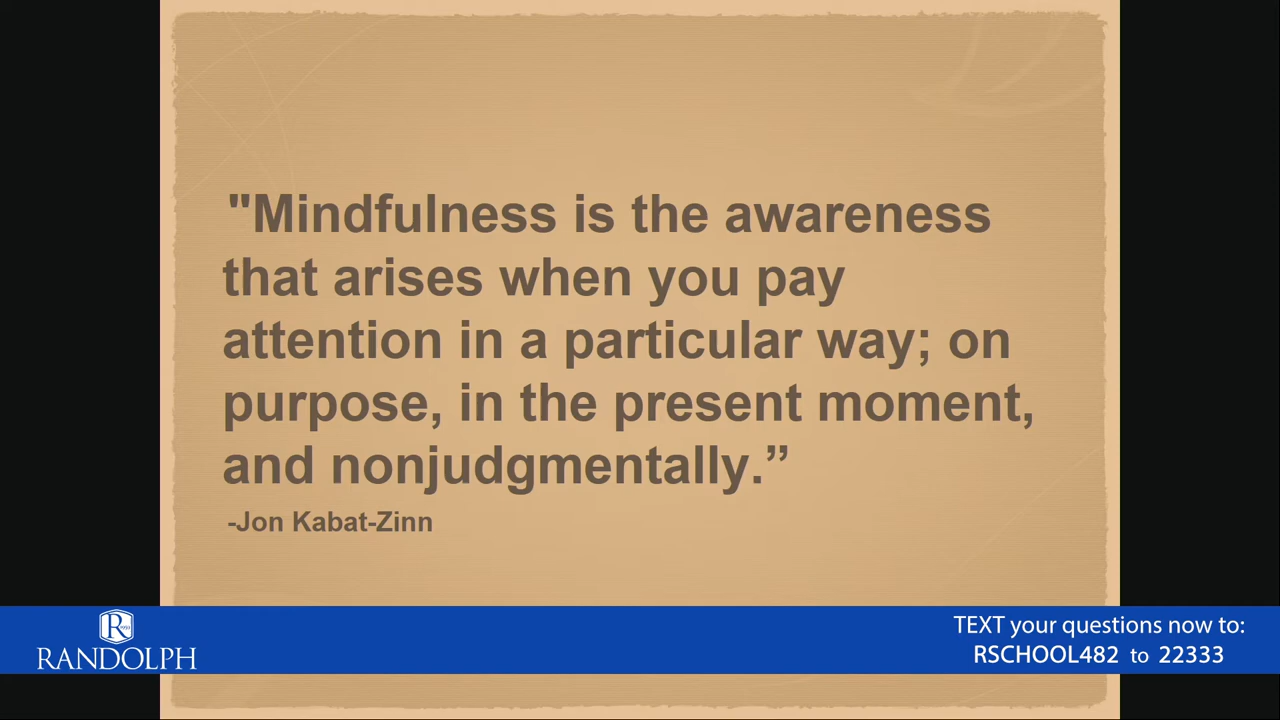 "Mindfulness is the awareness
that arises when you pay
attention in a particular way; on
purpose, in the present moment,
and nonjudgmentally.”
-Jon Kabat-Zinn
R
RANDOLPH
TEXT your questions now to:
RSCHOOL482 to 22333